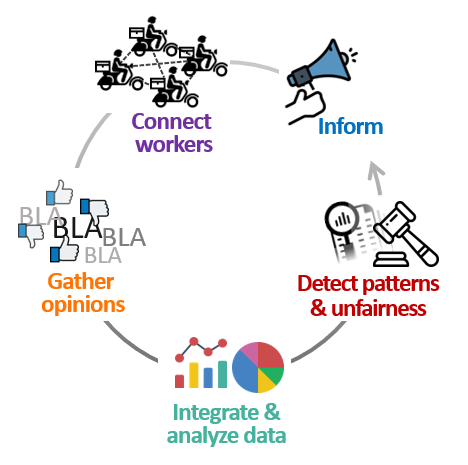 Connect
workers
Inform
BLA
BLA
BLA
BLA
Gather
opinions
Detect patterns
& unfairness
Integrate &
analyze data